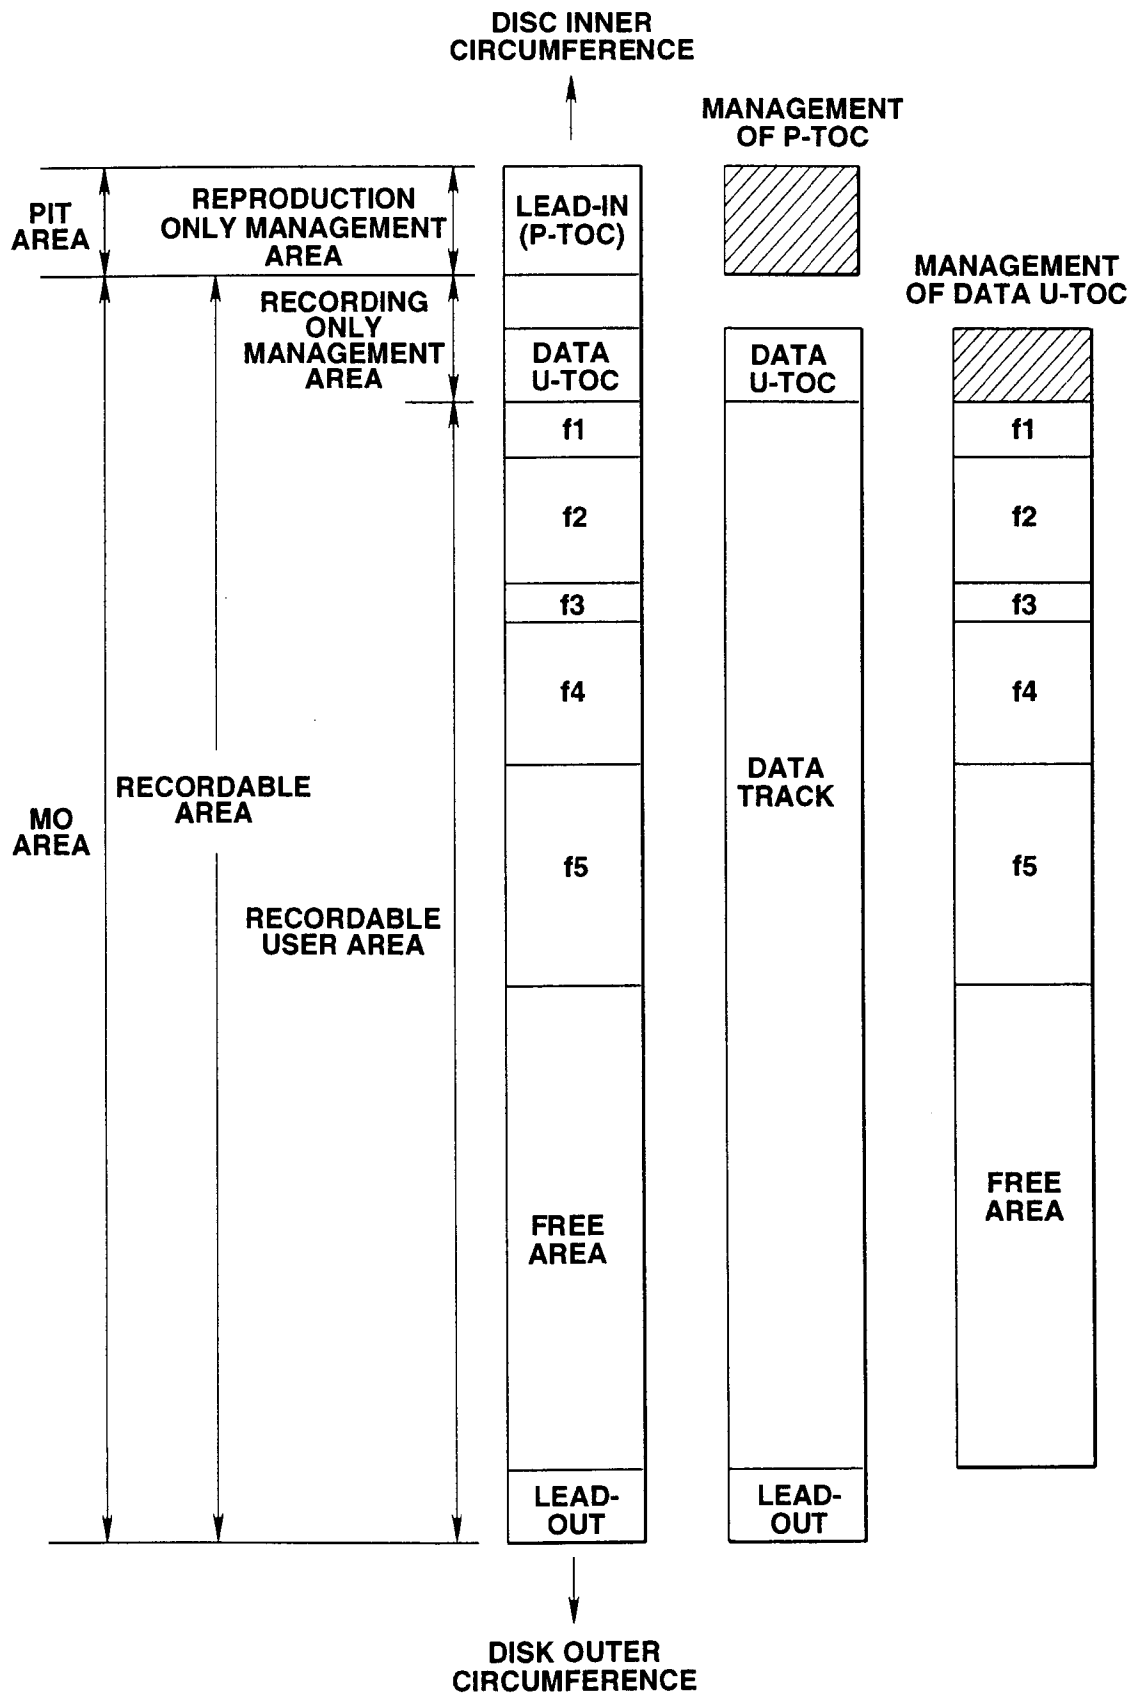 DISC INNER
CIRCUMFERENCE
MANAGEMENT
OF P-TOC
PIT
AREA
REPRODUCTION
ONLY MANAGEMENT
AREA
LEAD-IN
(P-TOC)
MANAGEMENT
OF DATA U-TOC
RECORDING
ONLY
MANAGEMENT
AREA
DATA
U-TOC
DATA
U-TOC
f1
f1
f2
f2
f3
f3
f4
f4
RECORDABLE
AREA
DATA
TRACK
MO
AREA
f5
f5
RECORDABLE
USER AREA
FREE
AREA
FREE
AREA
LEAD-
OUT
LEAD-
OUT
DISK OUTER
CIRCUMFERENCE